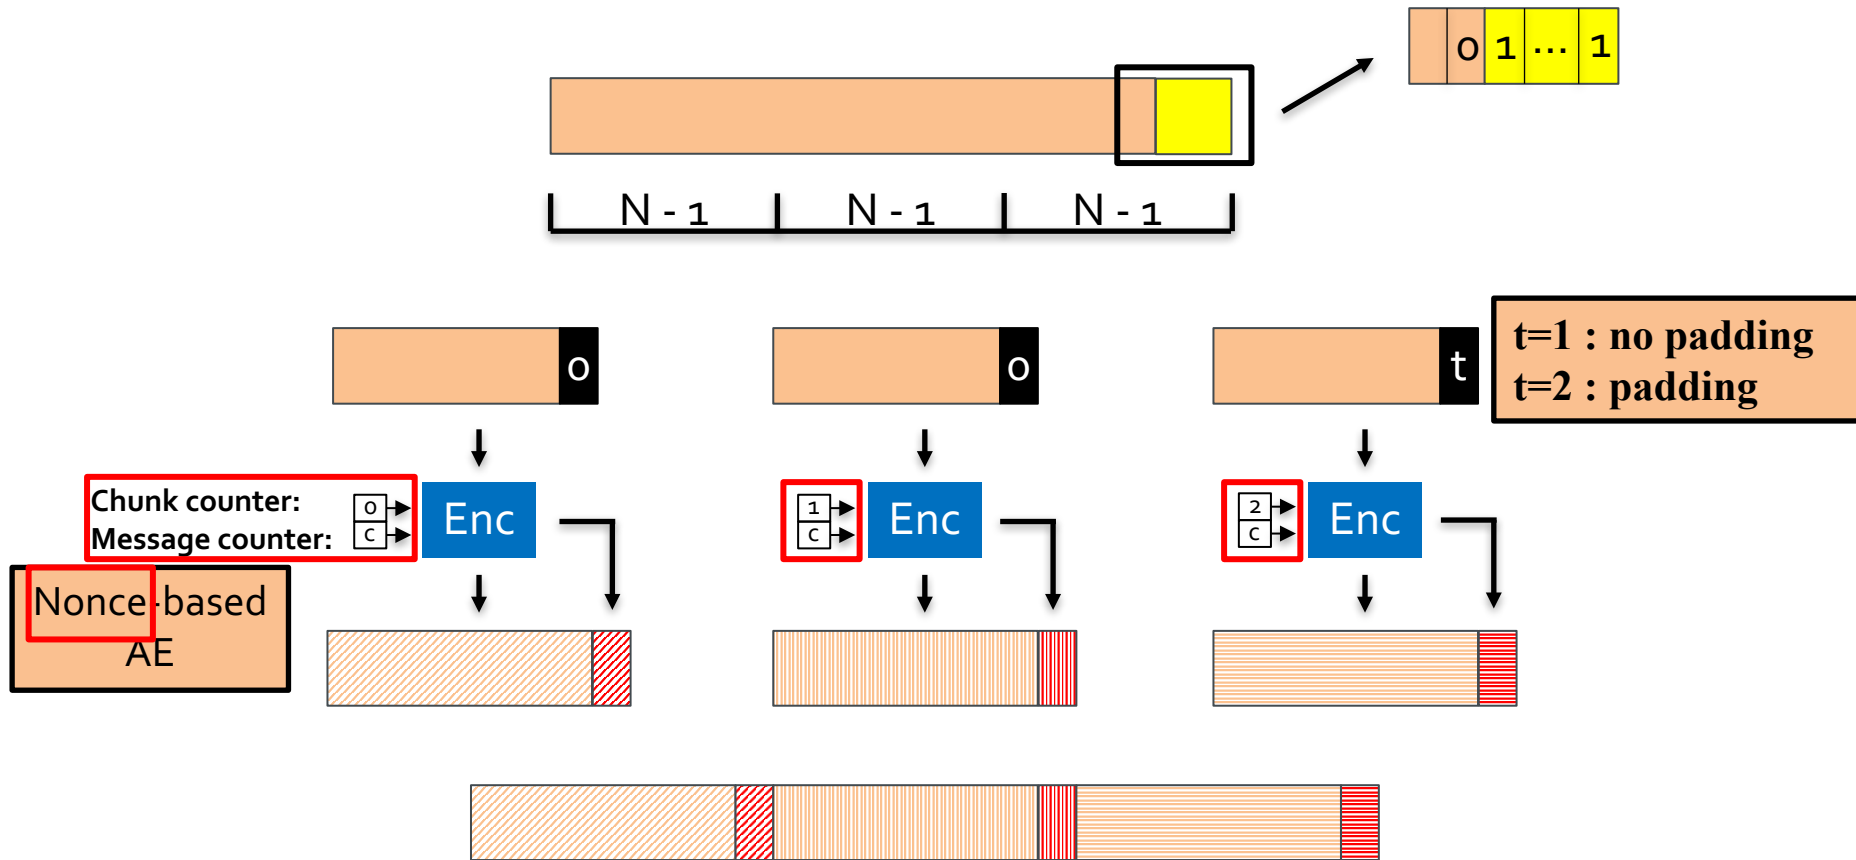 0 1 ... 1
N - 1 N - 1 N - 1
0 0 t
t=1 : no padding
t=2 : padding
Chunk counter: 0 Enc 1 Enc 2 Enc
Message counter: c c c
Nonce-based
AE